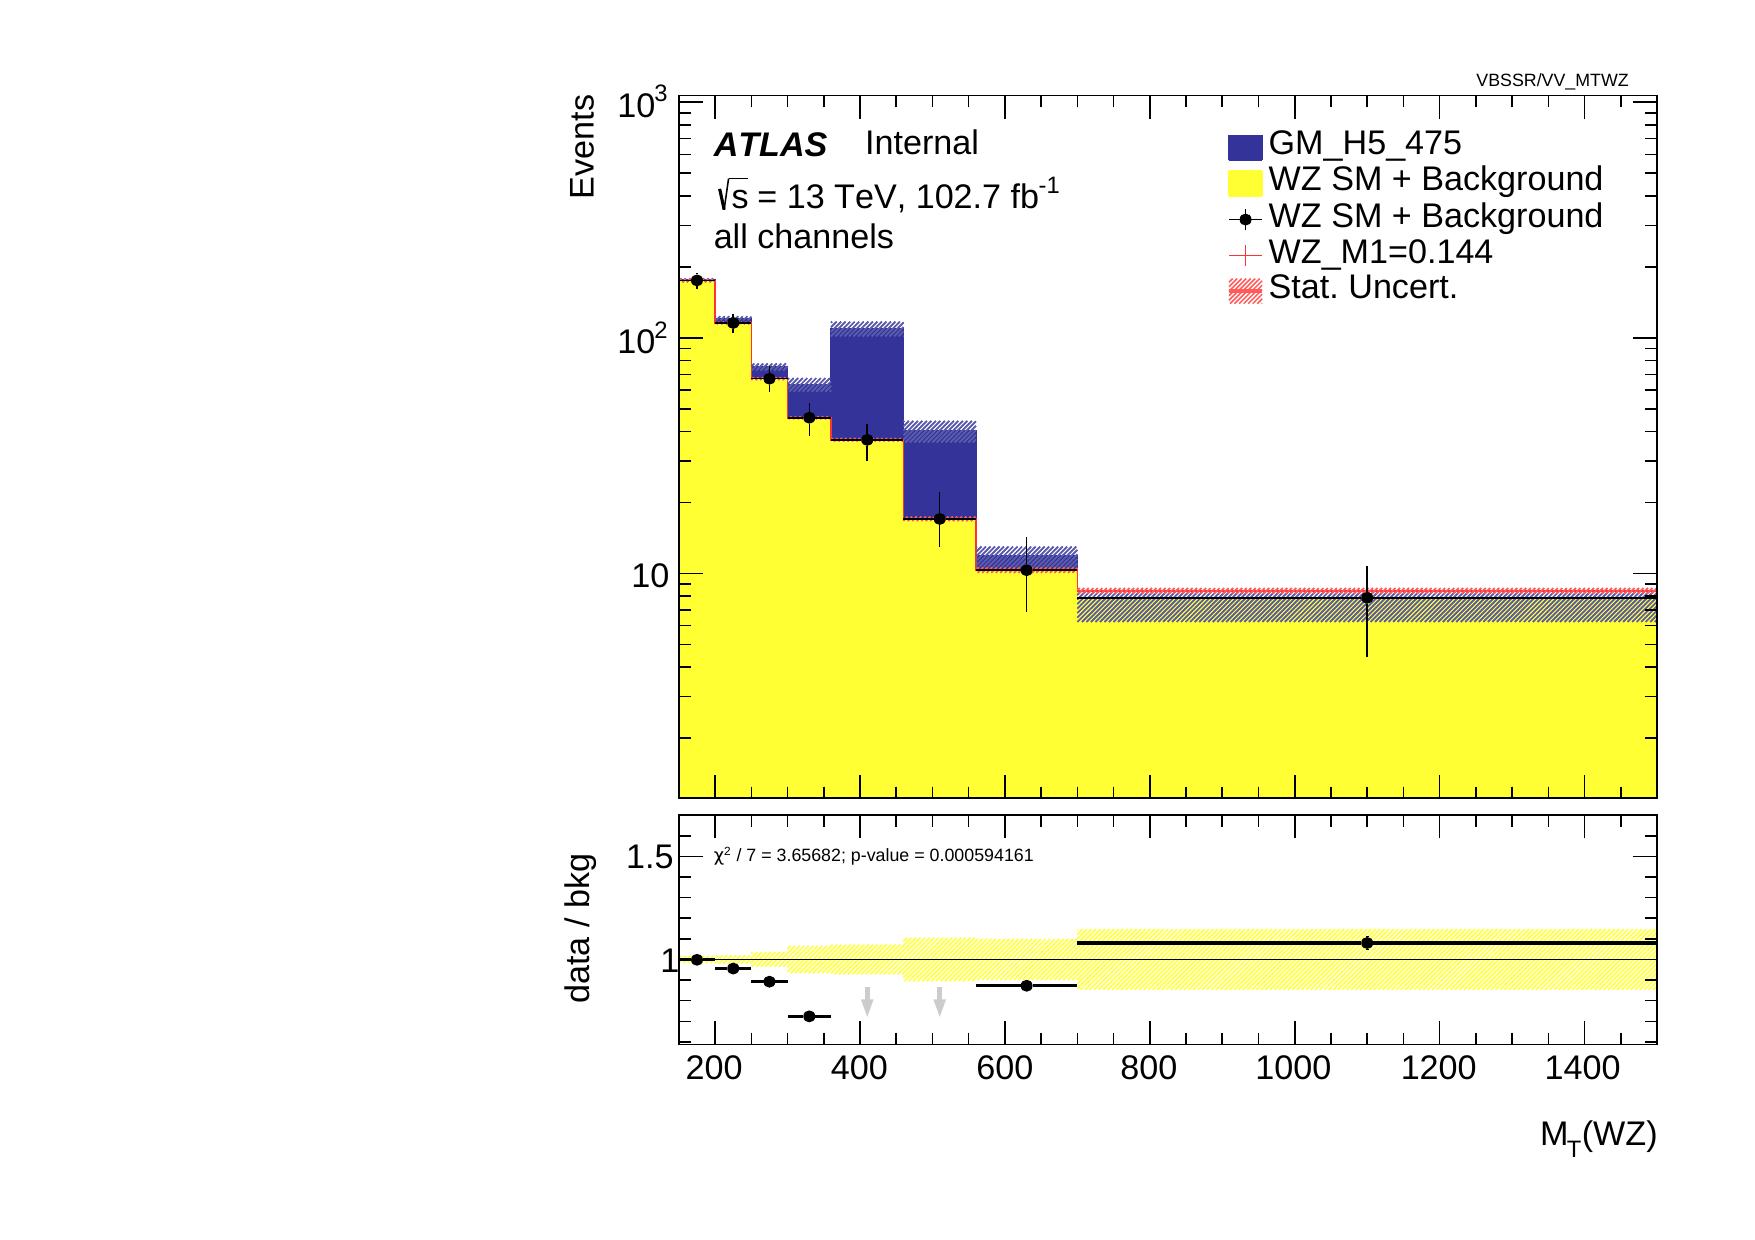 VBSSR/VV_MTWZ
Events
10³
10²
10
ATLAS Internal
√s = 13 TeV, 102.7 fb⁻¹
all channels
GM_H5_475
WZ SM + Background
WZ SM + Background
WZ_M1=0.144
Stat. Uncert.
data / bkg
1.5
1
χ² / 7 = 3.65682; p-value = 0.000594161
200 400 600 800 1000 1200 1400
M_T(WZ)